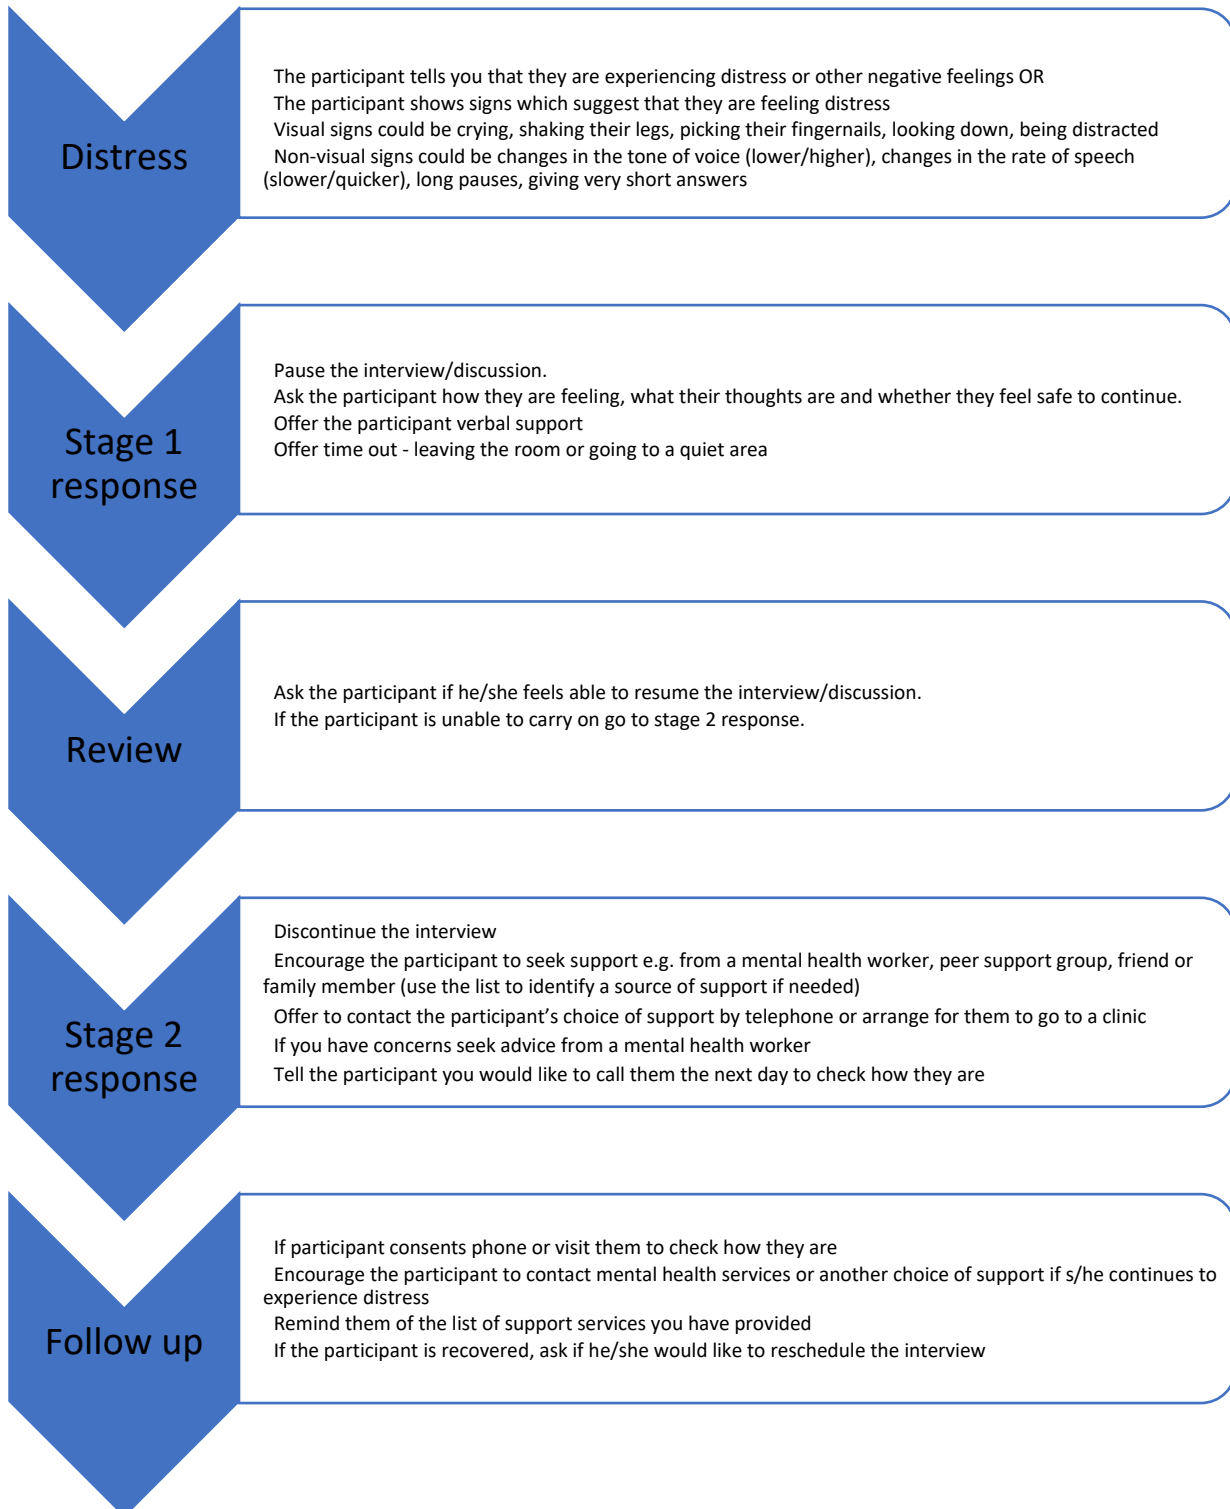 Distress
The participant tells you that they are experiencing distress or other negative feelings OR
The participant shows signs which suggest that they are feeling distress
Visual signs could be crying, shaking their legs, picking their fingernails, looking down, being distracted
Non-visual signs could be changes in the tone of voice (lower/higher), changes in the rate of speech
(slower/quicker), long pauses, giving very short answers
Stage 1
response
Pause the interview/discussion.
Ask the participant how they are feeling, what their thoughts are and whether they feel safe to continue.
Offer the participant verbal support
Offer time out - leaving the room or going to a quiet area
Review
Ask the participant if he/she feels able to resume the interview/discussion.
If the participant is unable to carry on go to stage 2 response.
Stage 2
response
Discontinue the interview
Encourage the participant to seek support e.g. from a mental health worker, peer support group, friend or
family member (use the list to identify a source of support if needed)
Offer to contact the participant’s choice of support by telephone or arrange for them to go to a clinic
If you have concerns seek advice from a mental health worker
Tell the participant you would like to call them the next day to check how they are
Follow up
If participant consents phone or visit them to check how they are
Encourage the participant to contact mental health services or another choice of support if s/he continues to
experience distress
Remind them of the list of support services you have provided
If the participant is recovered, ask if he/she would like to reschedule the interview